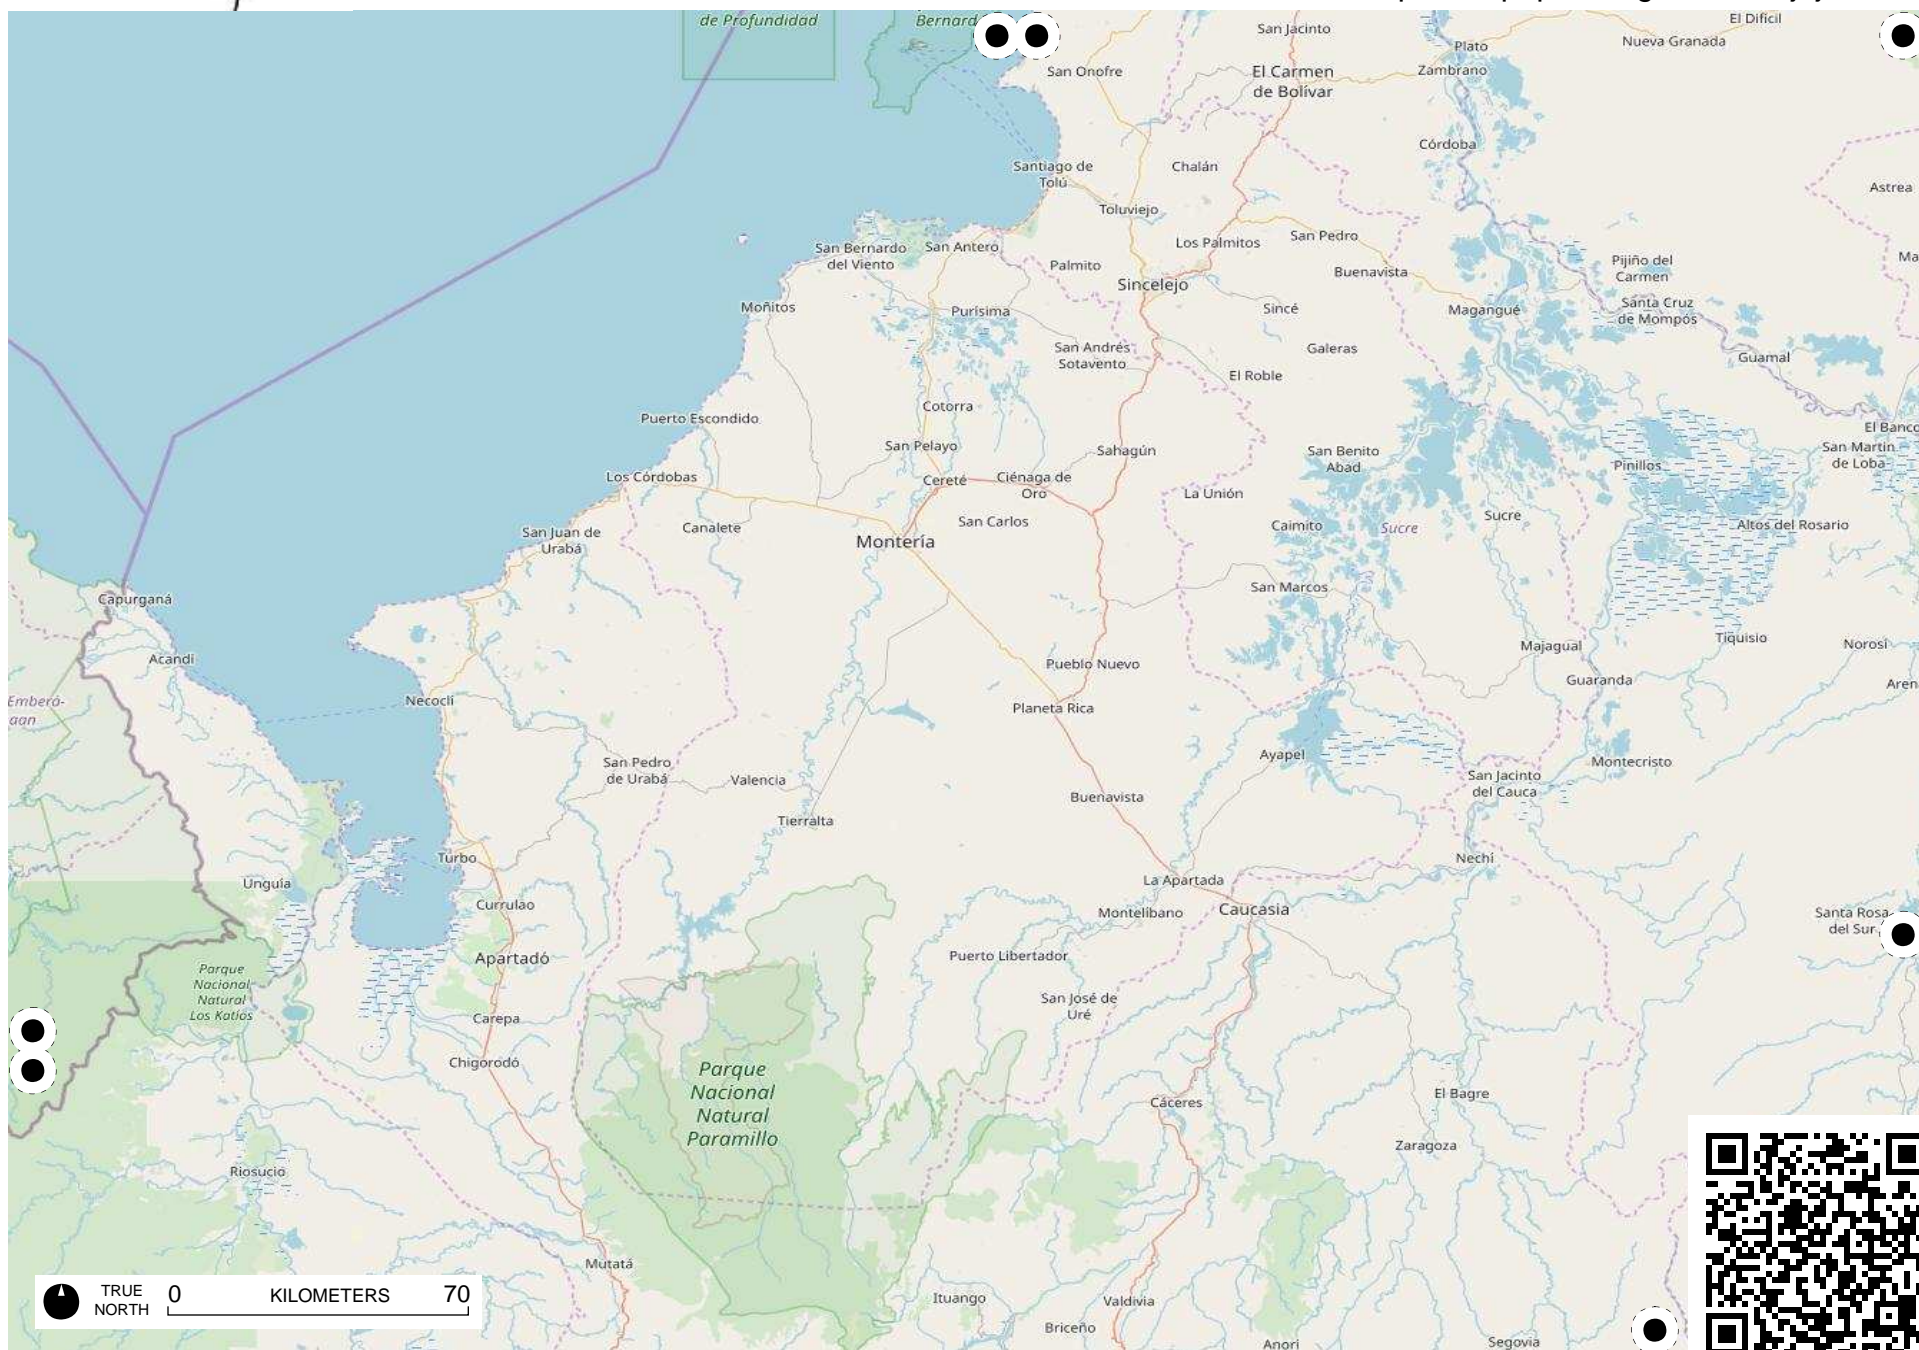 de Profundidad
San Jacinto
El Difícil
Plato
Nueva Granada
San Onofre
Zambrano
El Carmen
de Bolívar
Córdoba
Santiago de
Tolú
Chalán
Astrea
Toluviejo
San Bernardo
del Viento
San Antero
Los Palmitos
San Pedro
Palmito
Buenavista
Pijiño del
Carmen
Sincelejo
Moñitos
Purísima
Sincé
Magangué
Santa Cruz
de Mompós
San Andrés
Sotavento
Galeras
Guamal
El Roble
Cotorra
Puerto Escondido
El Banco
San Pelayo
Sahagún
San Benito
Abad
San Martin
de Loba
Pinillos
Los Córdobas
Cereté
Ciénaga de
Oro
La Unión
San Carlos
Canalete
Caimito
Sucre
Sucre
Altos del Rosario
San Juan de
Urabá
Montería
San Marcos
Capurganá
Tiquisio
Norosí
Majagual
Acandí
Pueblo Nuevo
Guaranda
Aren
Emberá-
aan
Necoclí
Planeta Rica
San Pedro
de Urabá
Valencia
Ayapel
Montecristo
San Jacinto
del Cauca
Buenavista
Tierralta
Turbo
Nechí
Unguía
La Apartada
Currulao
Montelíbano
Caucasia
Santa Rosa
del Sur
Apartadó
Puerto Libertador
Parque
Nacional
Natural
Los Katíos
San José de
Uré
Carepa
Chigorodó
Parque
Nacional
Natural
Paramillo
El Bagre
Cáceres
Zaragoza
Riosucio
Mutatá
TRUE
NORTH
0 KILOMETERS 70
Ituango
Valdivia
Briceño
Anorí
Segovia